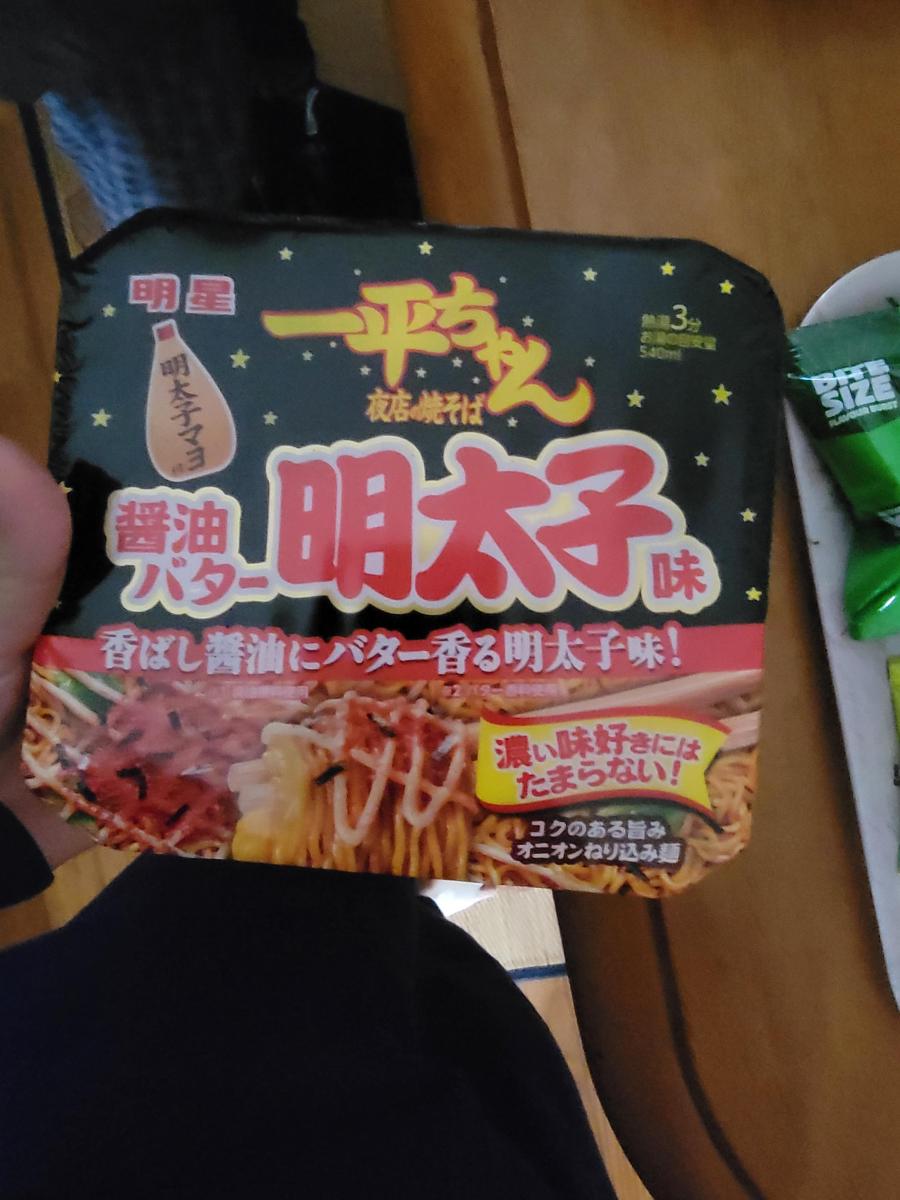 明星
一平ちゃん
夜店の焼そば
熱湯3分
お湯の目安量
540ml
明太子マヨ
付
醤油
バター
明太子
味
香ばし醤油にバター香る明太子味!
濃い味好きには
たまらない!
コクのある旨み
オニオンねり込み麺
BITE
SIZE
FLAVOUR BURST